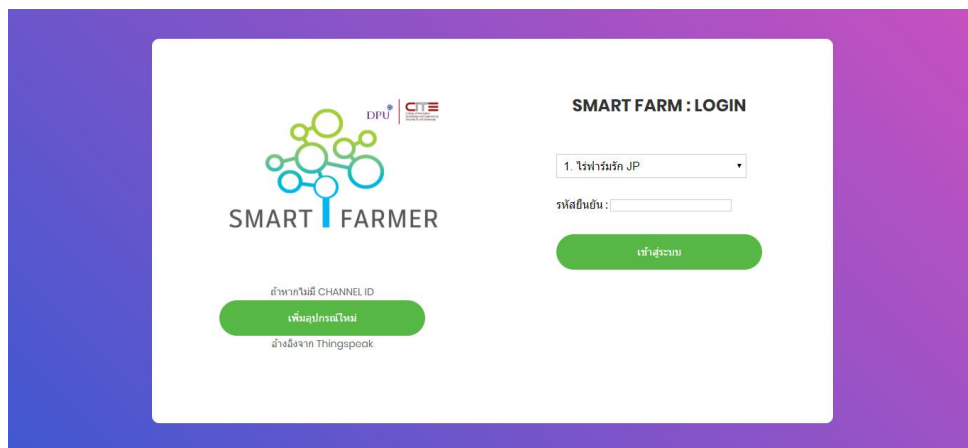 DPU
CITE
SMART FARMER
ถ้าหากไม่มี CHANNEL ID
เพิ่มอุปกรณ์ใหม่
อ้างอิงจาก Thingspeak
SMART FARM : LOGIN
1. ไร่ฟาร์มรัก JP
รหัสยืนยัน :
เข้าสู่ระบบ